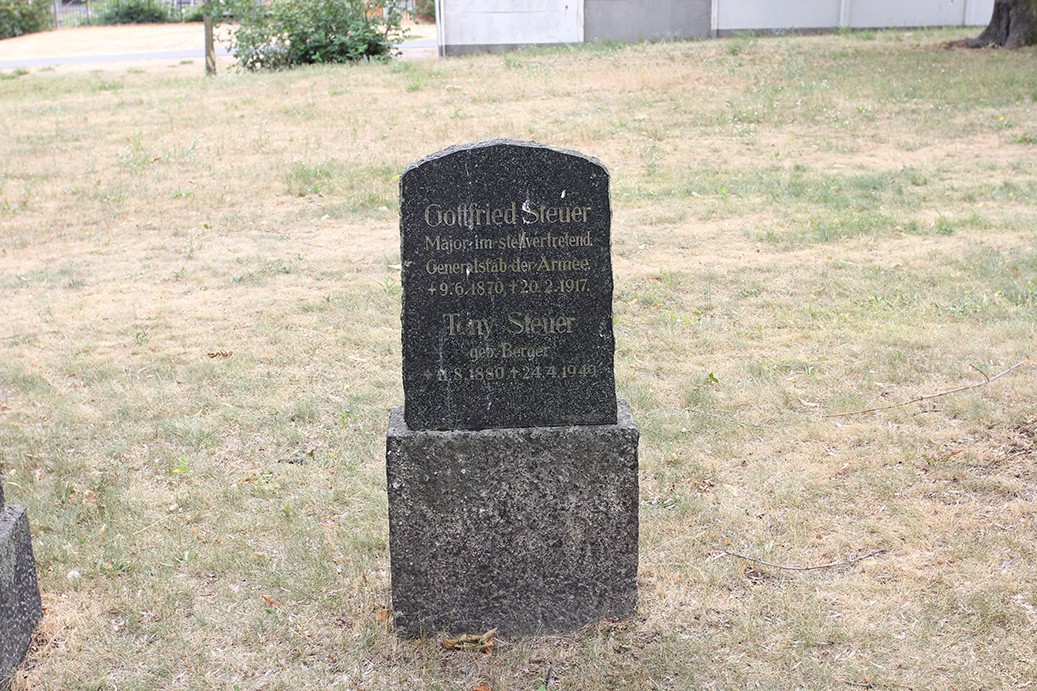 Gottfried Steuer
Major im stellvertretend.
Generalstab der Armee.
+ 9.6.1870, + 20.2.1917.
Tony Steuer
geb. Berger
+ 11.8.1880 + 24.4.1949